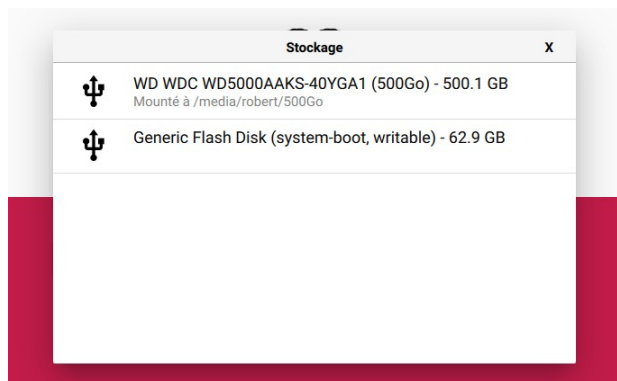 Stockage X
WD WDC WD5000AAKS-40YGA1 (500Go) - 500.1 GB
Mounté à /media/robert/500Go
Generic Flash Disk (system-boot, writable) - 62.9 GB